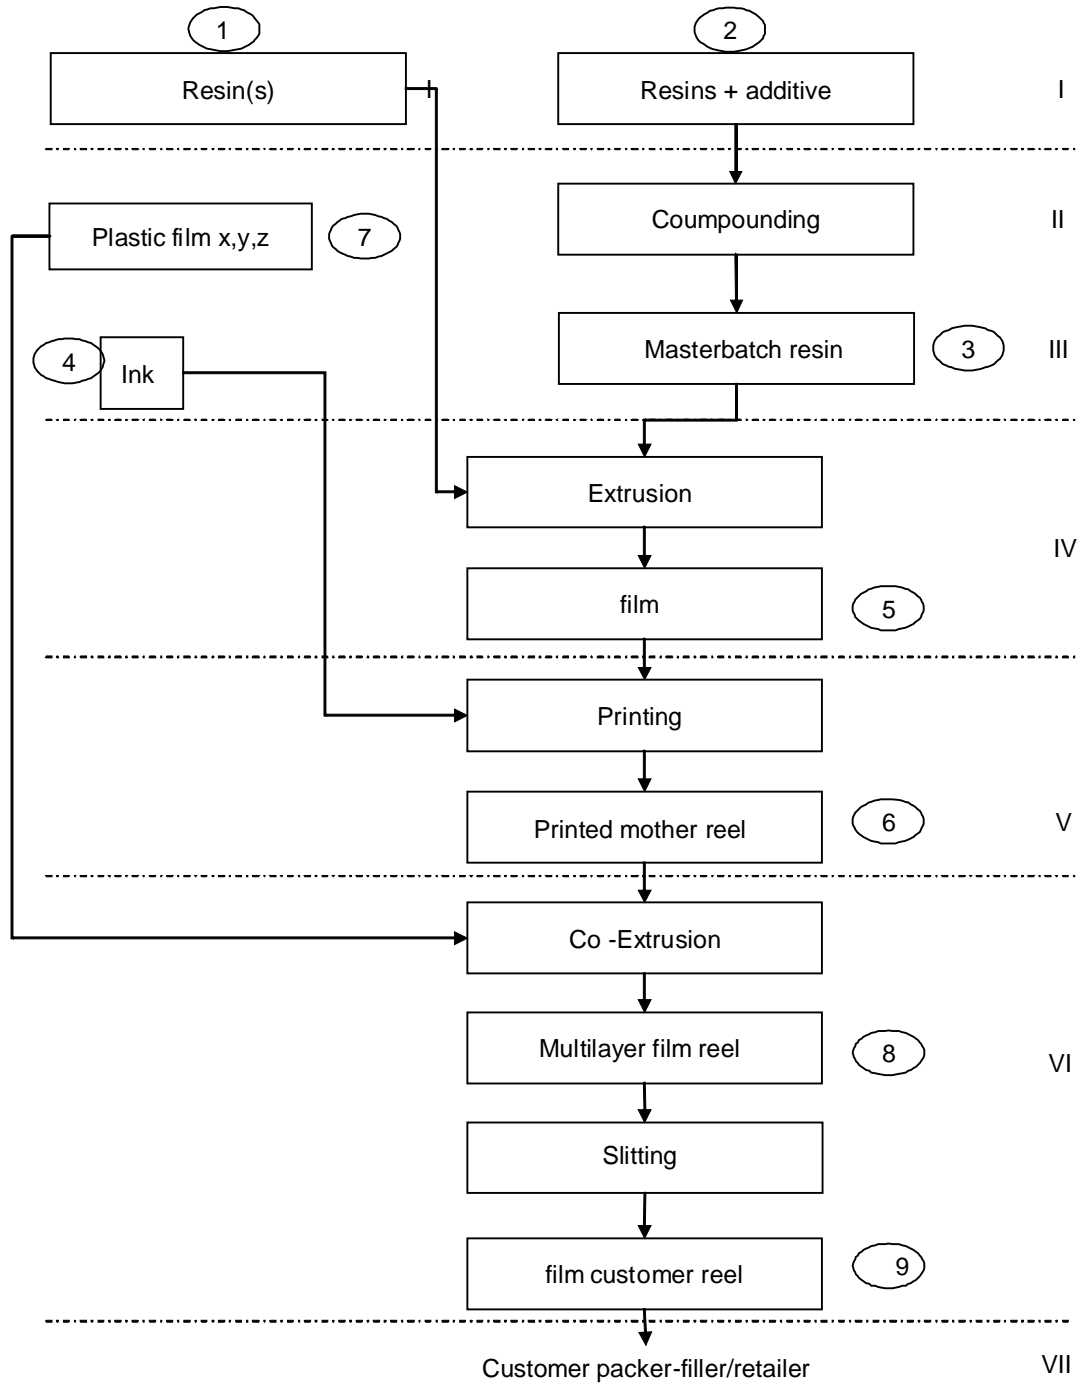 1
2
Resin(s)
I
Resins + additive
I
Coumpounding
II
Plastic film x,y,z
7
Masterbatch resin
3
III
4
Ink
Extrusion
IV
film
5
Printing
Printed mother reel
6
V
Co -Extrusion
Multilayer film reel
8
VI
Slitting
film customer reel
9
Customer packer-filler/retailer
VII